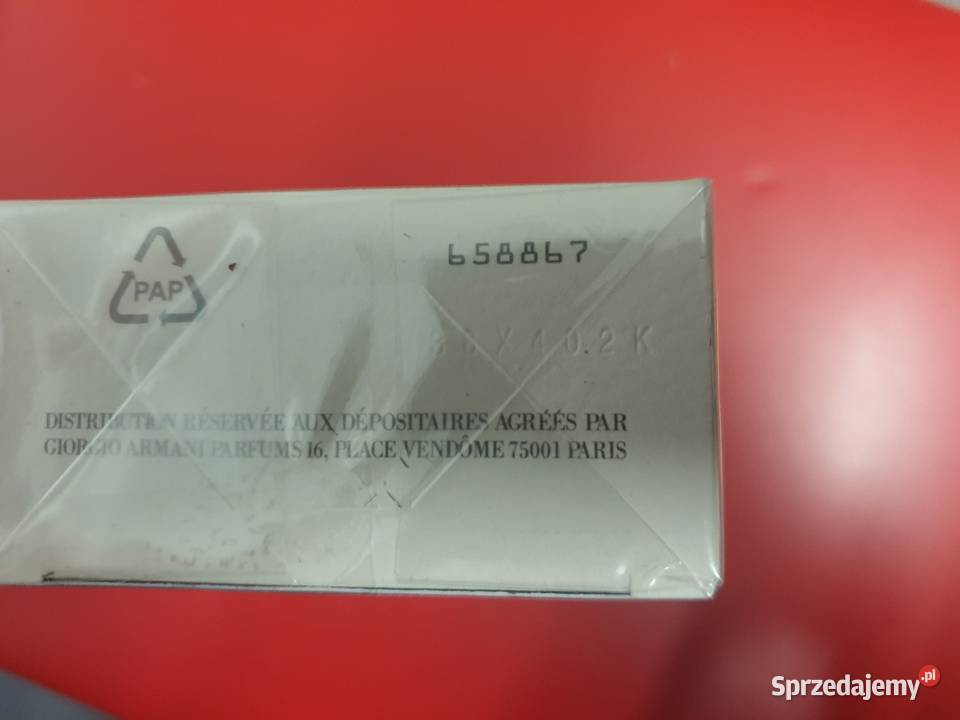 PAP
658867
DISTRIBUTION RÉSERVÉE AUX DÉPOSITAIRES AGRÉÉS PAR
GIORGIO ARMANI PARFUMS 16, PLACE VENDÔME 75001 PARIS
Sprzedajemy.pl